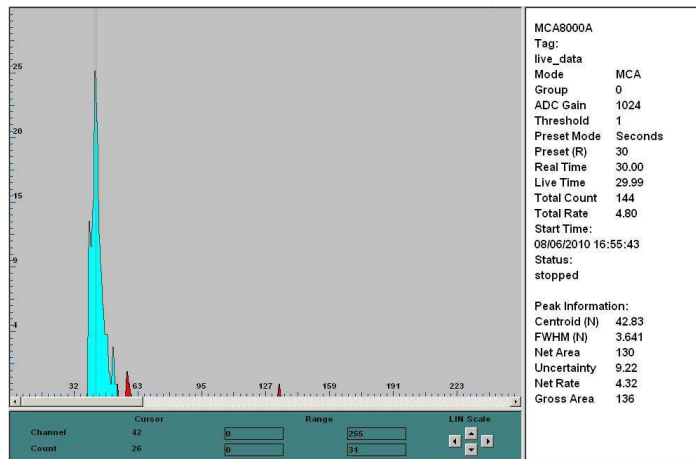 25
20
15
9
4
32 63 95 127 159 191 223
Cursor Range LIN Scale
Channel 42 0 255
Count 26 0 31
MCA8000A
Tag:
live_data
Mode MCA
Group 0
ADC Gain 1024
Threshold 1
Preset Mode Seconds
Preset (R) 30
Real Time 30.00
Live Time 29.99
Total Count 144
Total Rate 4.80
Start Time:
08/06/2010 16:55:43
Status:
stopped
Peak Information:
Centroid (N) 42.83
FWHM (N) 3.641
Net Area 130
Uncertainty 9.22
Net Rate 4.32
Gross Area 136